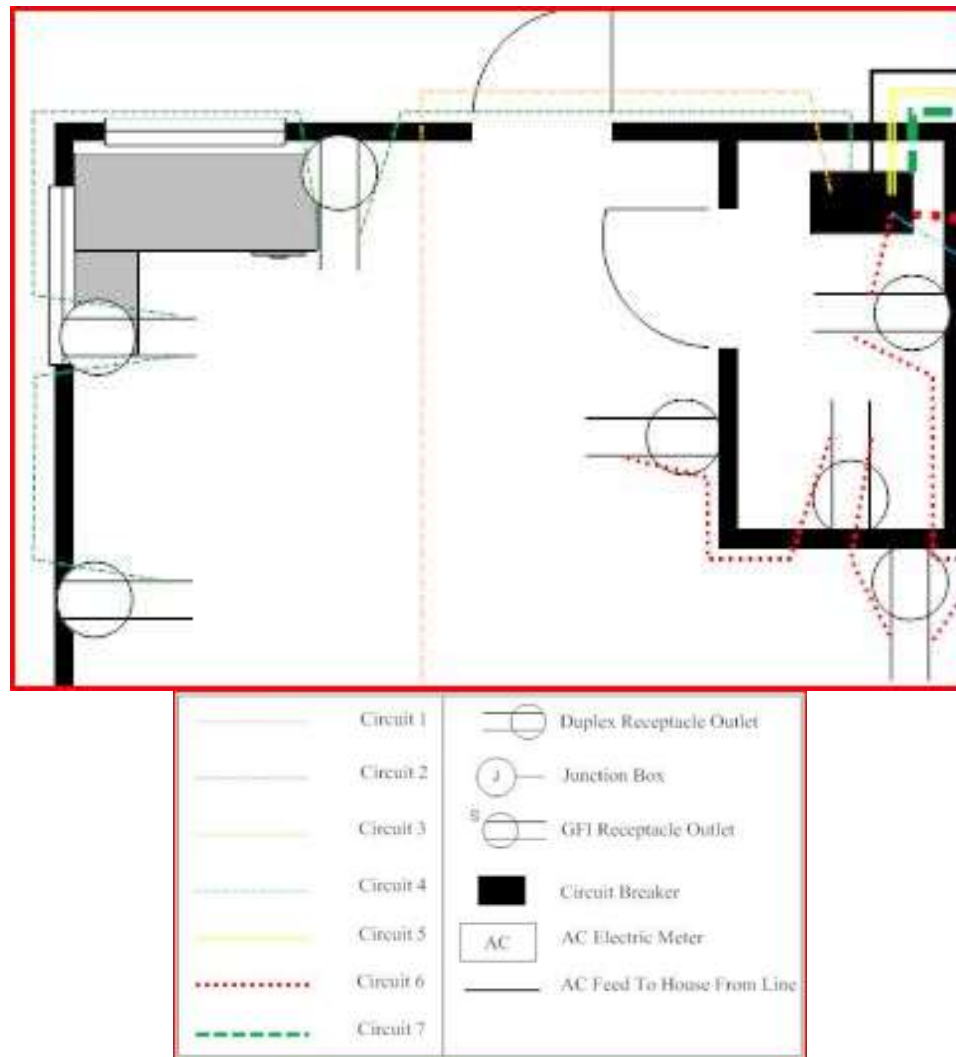 Circuit 1
Circuit 2
Circuit 3
Circuit 4
Circuit 5
Circuit 6
Circuit 7
Duplex Receptacle Outlet
J
Junction Box
S
GFI Receptacle Outlet
Circuit Breaker
AC
AC Electric Meter
AC Feed To House From Line